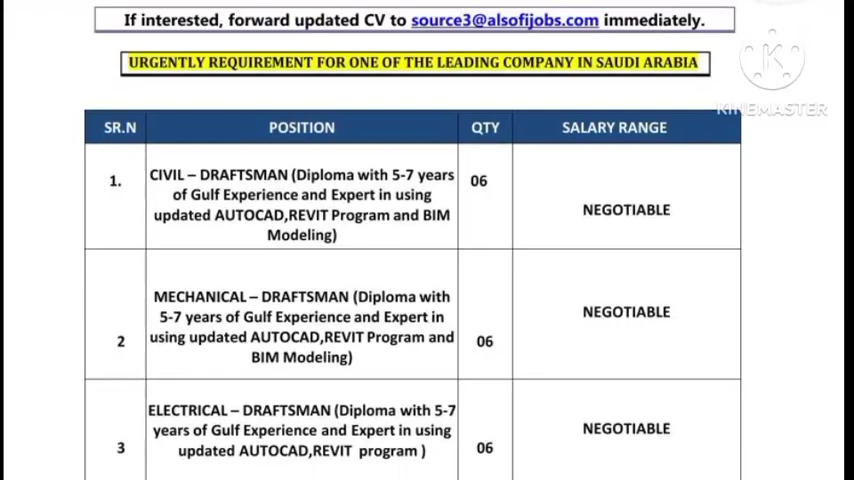 If interested, forward updated CV to source3@alsofijobs.com immediately.
URGENTLY REQUIREMENT FOR ONE OF THE LEADING COMPANY IN SAUDI ARABIA
K
KINEMASTER
SR.N POSITION QTY SALARY RANGE
1. CIVIL – DRAFTSMAN (Diploma with 5-7 years 06
of Gulf Experience and Expert in using
updated AUTOCAD,REVIT Program and BIM NEGOTIABLE
Modeling)
MECHANICAL – DRAFTSMAN (Diploma with
5-7 years of Gulf Experience and Expert in NEGOTIABLE
using updated AUTOCAD,REVIT Program and
2 BIM Modeling) 06
ELECTRICAL – DRAFTSMAN (Diploma with 5-7
years of Gulf Experience and Expert in using NEGOTIABLE
3 updated AUTOCAD,REVIT program ) 06